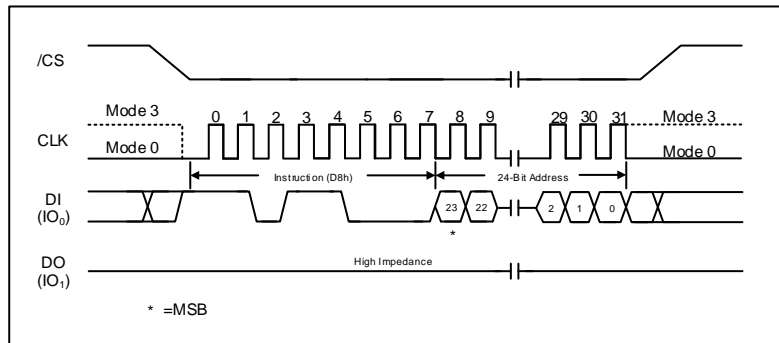 /CS
Mode 3
CLK
Mode 0
0 1 2 3 4 5 6 7 8 9 29 30 31
Mode 3
Mode 0
Instruction (D8h)
24-Bit Address
DI
(IO₀)
23 22 2 1 0
*
DO
(IO₁)
High Impedance
* =MSB